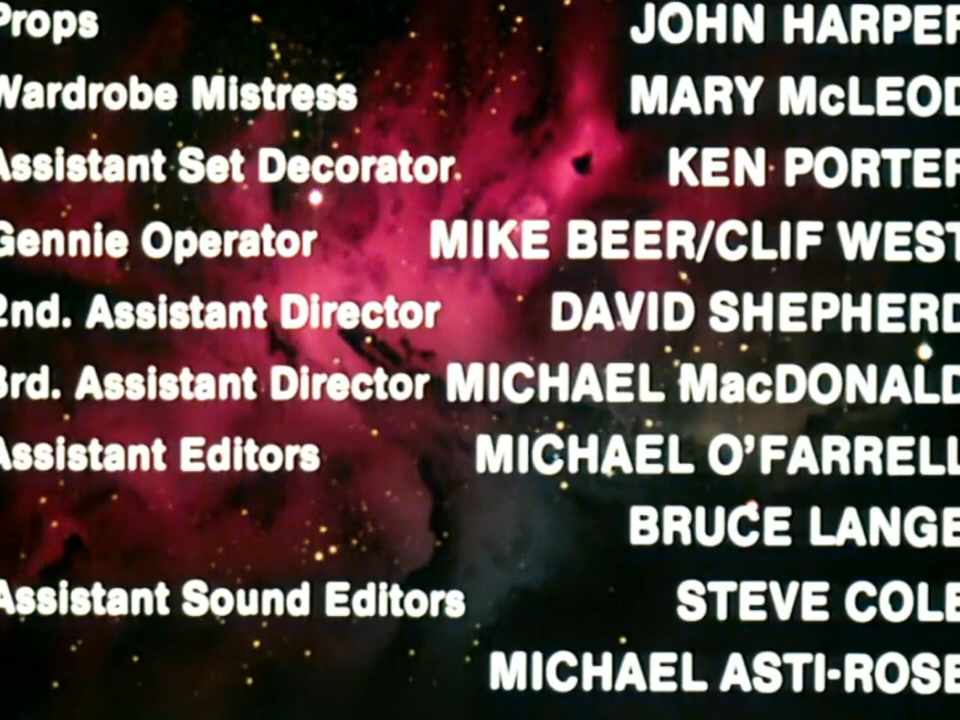 Props JOHN HARPER
Wardrobe Mistress MARY McLEOD
Assistant Set Decorator KEN PORTER
Gennie Operator MIKE BEER/CLIF WEST
2nd. Assistant Director DAVID SHEPHERD
3rd. Assistant Director MICHAEL MacDONALD
Assistant Editors MICHAEL O'FARRELL
BRUCE LANGE
Assistant Sound Editors STEVE COLE
MICHAEL ASTI-ROSE